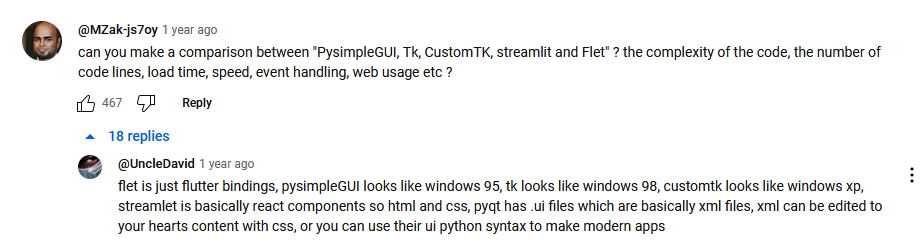 @MZak-js7oy 1 year ago
can you make a comparison between "PysimpleGUI, Tk, CustomTK, streamlit and Flet" ? the complexity of the code, the number of
code lines, load time, speed, event handling, web usage etc ?
467 Reply
18 replies
@UncleDavid 1 year ago
flet is just flutter bindings, pysimpleGUI looks like windows 95, tk looks like windows 98, customtk looks like windows xp,
streamlet is basically react components so html and css, pyqt has .ui files which are basically xml files, xml can be edited to
your hearts content with css, or you can use their ui python syntax to make modern apps